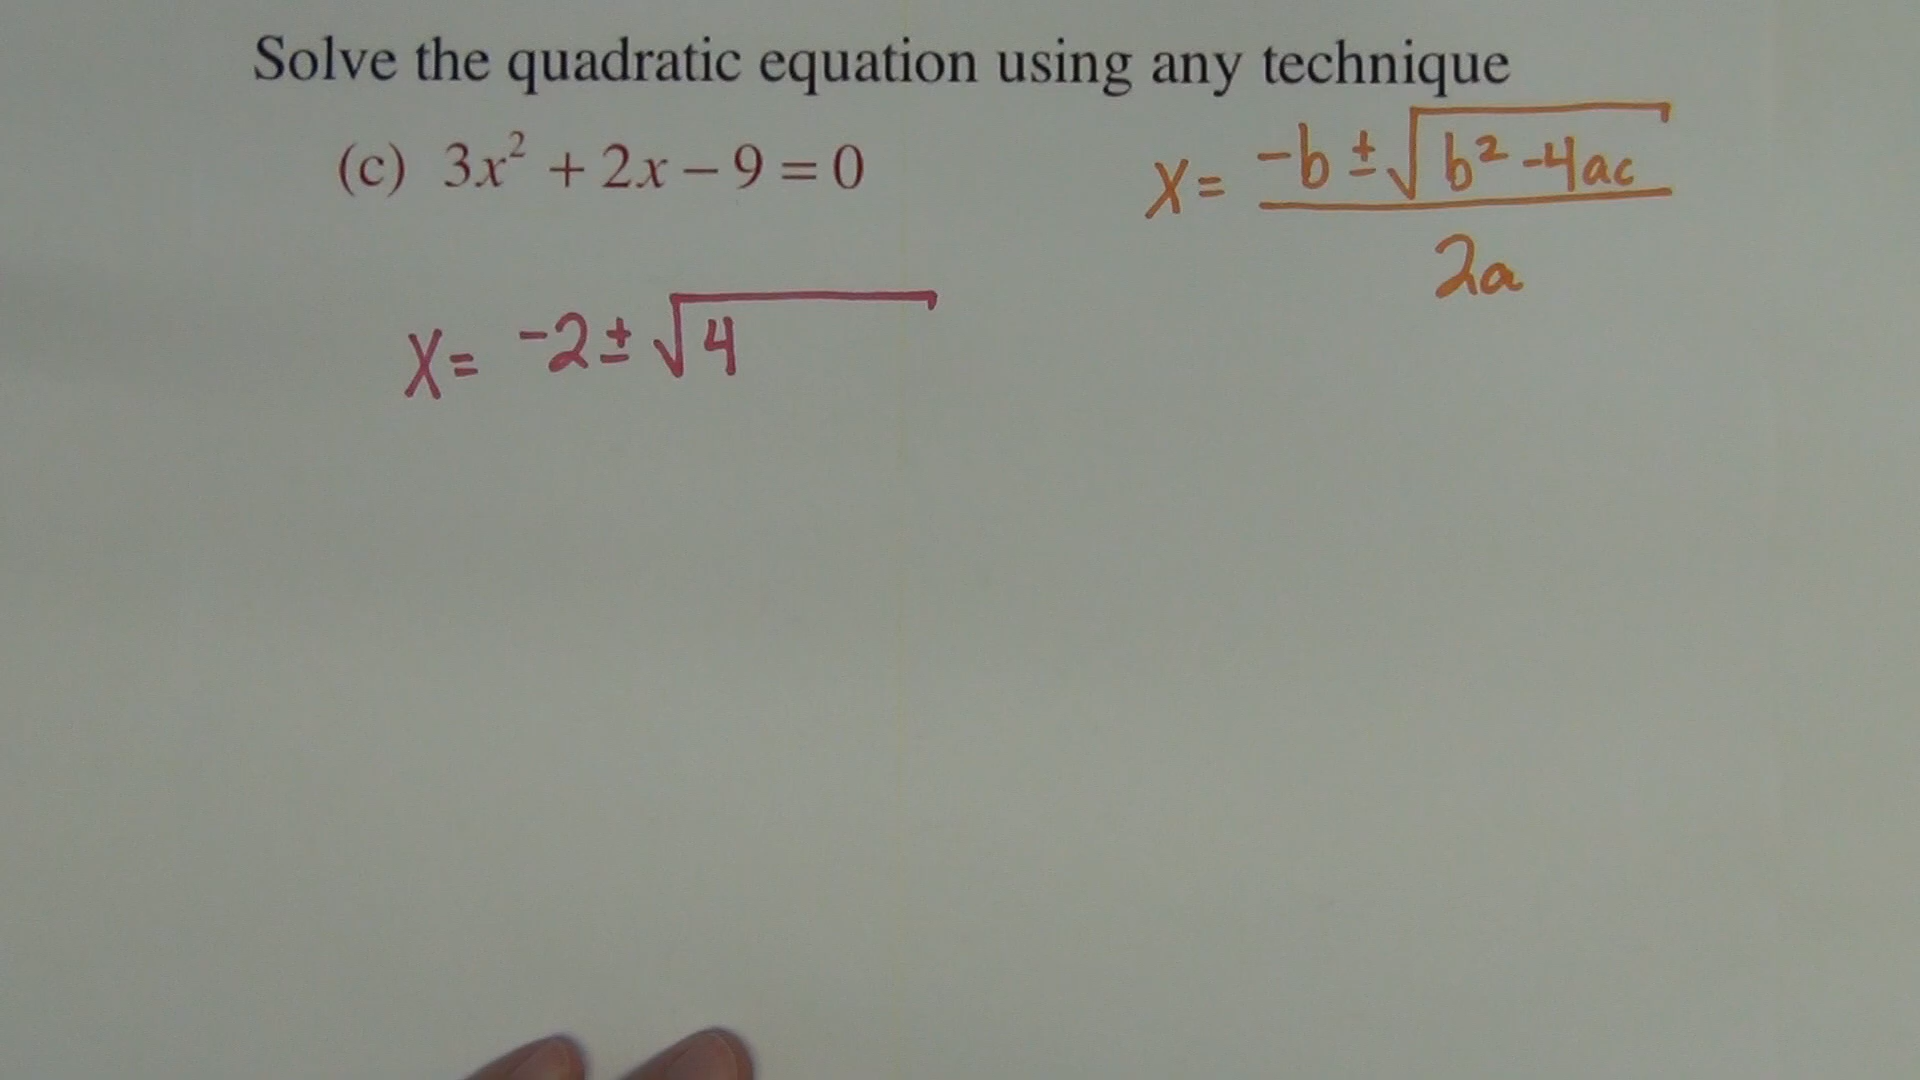 Solve the quadratic equation using any technique
(c) 3x² + 2x – 9 = 0
x = -b ± √b² - 4ac
2a
x = -2 ± √4